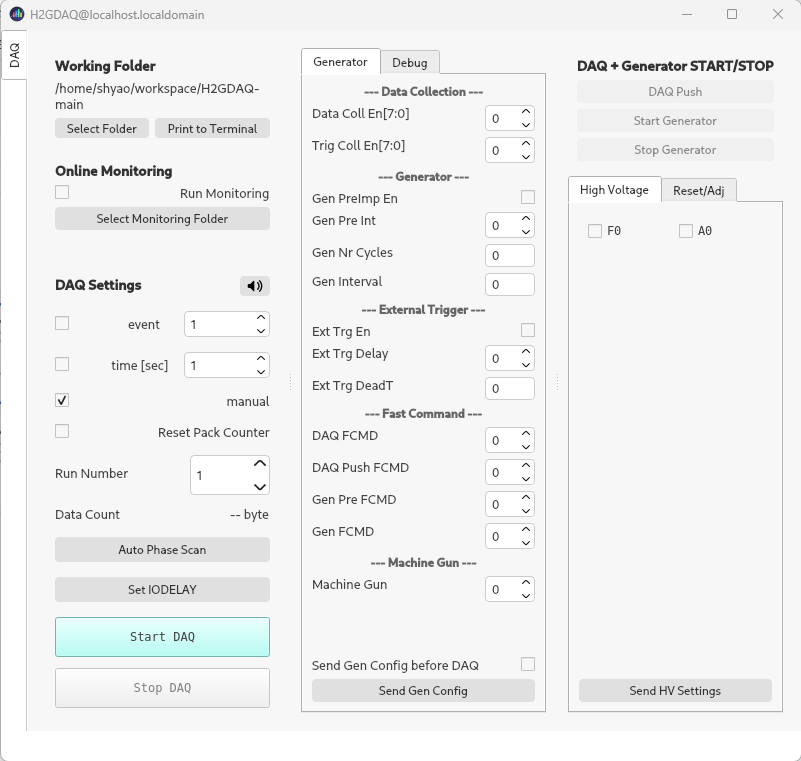 H2GDAQ@localhost.localdomain
DAQ
Working Folder
/home/shyao/workspace/H2GDAQ-
main
Select Folder
Print to Terminal
Online Monitoring
Run Monitoring
Select Monitoring Folder
DAQ Settings
event
1
time [sec]
1
manual
Reset Pack Counter
Run Number
1
Data Count
-- byte
Auto Phase Scan
Set IODELAY
Start DAQ
Stop DAQ
Generator
Debug
--- Data Collection ---
Data Coll En[7:0]
0
Trig Coll En[7:0]
0
--- Generator ---
Gen PreImp En
Gen Pre Int
0
Gen Nr Cycles
0
Gen Interval
0
--- External Trigger ---
Ext Trg En
Ext Trg Delay
0
Ext Trg DeadT
0
--- Fast Command ---
DAQ FCMD
0
DAQ Push FCMD
0
Gen Pre FCMD
0
Gen FCMD
0
--- Machine Gun ---
Machine Gun
0
Send Gen Config before DAQ
Send Gen Config
DAQ + Generator START/STOP
DAQ Push
Start Generator
Stop Generator
High Voltage
Reset/Adj
F0
A0
Send HV Settings